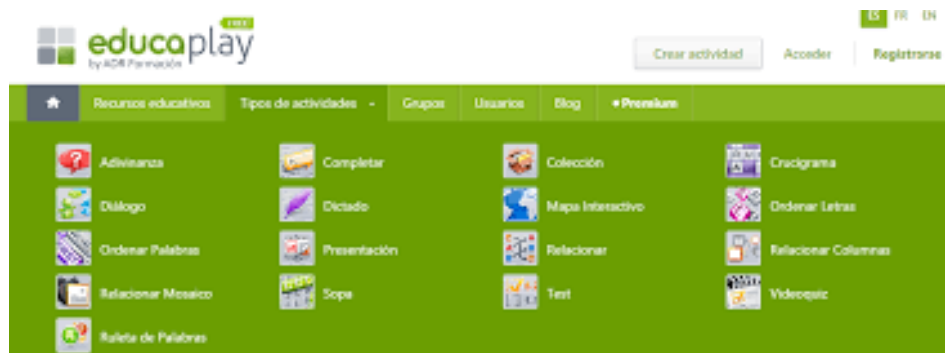 ES FR EN
FREE
educaplay
by ADR Formación
Crear actividad Acceder Registrarse
Recursos educativos Tipos de actividades Grupos Usuarios Blog Premium
Adivinanza Completar Colección Crucigrama
Diálogo Dictado Mapa Interactivo Ordenar Letras
Ordenar Palabras Presentación Relacionar Relacionar Columnas
Relacionar Mosaico Sopa Test Videoquiz
Ruleta de Palabras